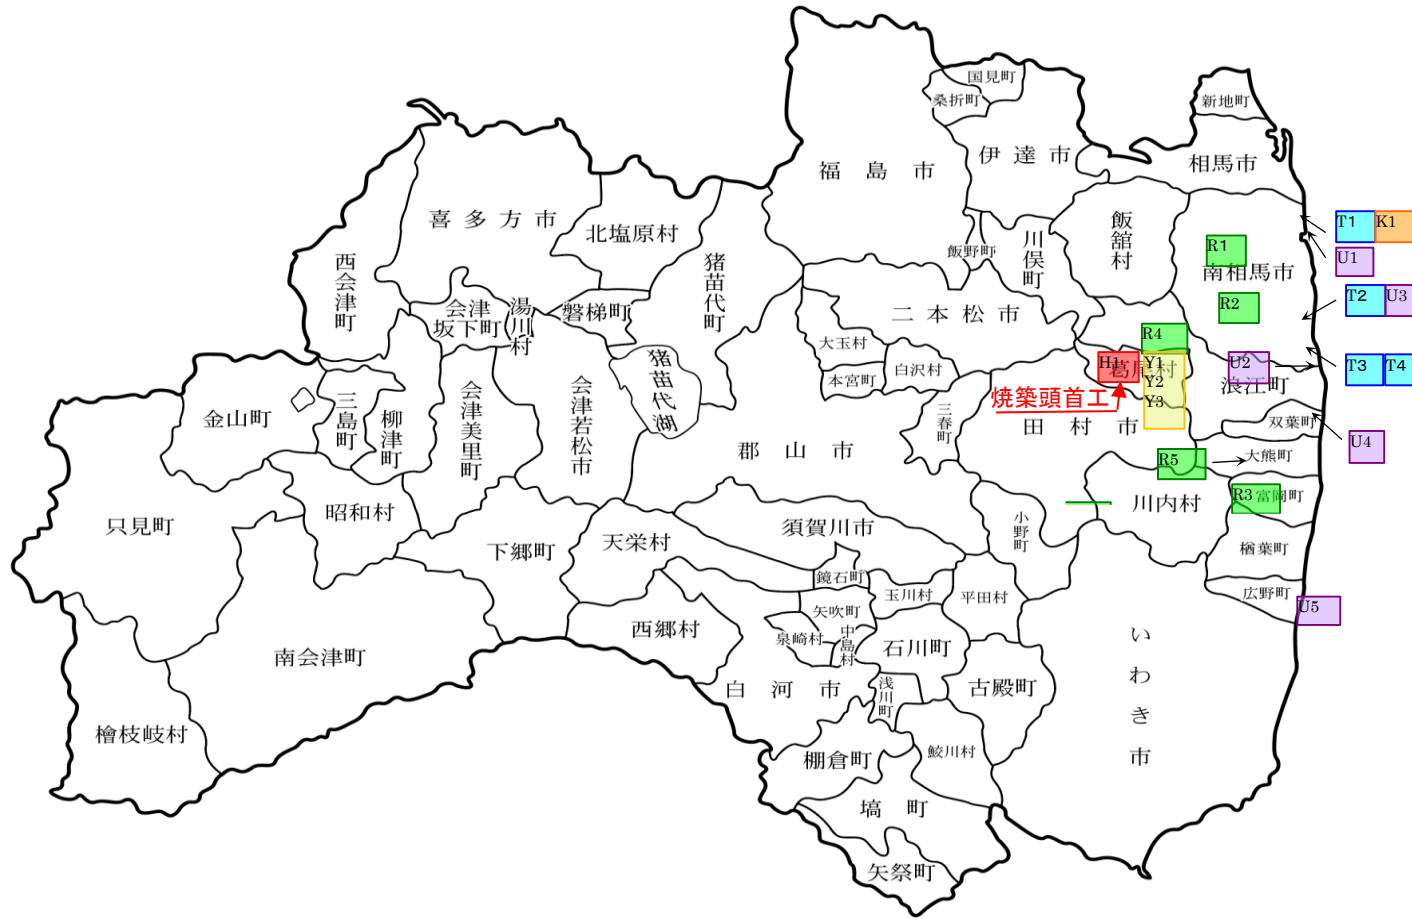 国見町
桑折町
新地町
伊達市
相馬市
福島市
喜多方市
北塩原村
飯舘村
T1
K1
R1
U1
飯野町
川俣町
南相馬市
西会津町
猪苗代町
T2
U3
R2
会津坂下町
湯川村
磐梯町
二本松市
R4
大玉村
白沢村
本宮町
猪苗代湖
H1
葛尾村
Y1
Y2
Y3
U2
浪江町
T3
T4
焼築頭首工
金山町
三島町
柳津町
会津美里町
会津若松市
三春町
田村市
双葉町
U4
郡山市
R5
大熊町
只見町
昭和村
川内村
R3
富岡町
下郷町
天栄村
須賀川市
小野町
楢葉町
鏡石町
玉川村
平田村
広野町
U5
矢吹町
西郷村
泉崎村
中島村
石川町
いわき市
南会津町
白河市
浅川町
古殿町
檜枝岐村
棚倉町
鮫川村
塙町
矢祭町